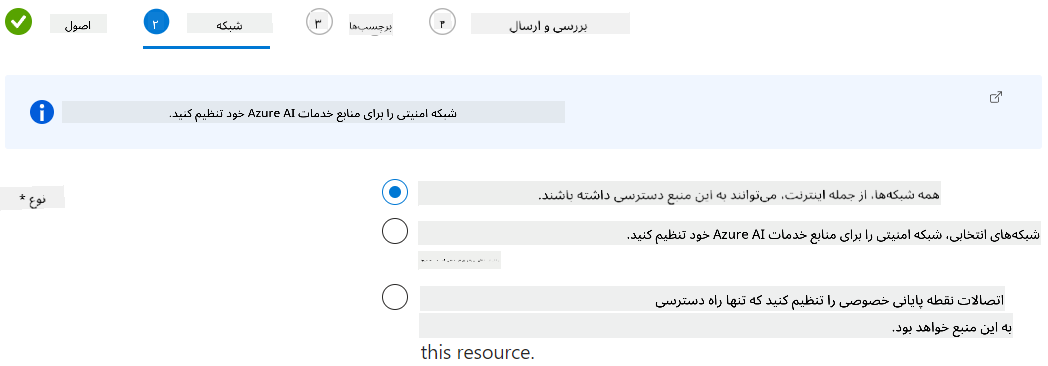 اصول
۲
شبکه
۳
برچسب‌ها
۴
بررسی و ارسال
شبکه امنیتی را برای منابع خدمات Azure AI خود تنظیم کنید.
نوع *
همه شبکه‌ها، از جمله اینترنت، می‌توانند به این منبع دسترسی داشته باشند.
شبکه‌های انتخابی، شبکه امنیتی را برای منابع خدمات Azure AI خود تنظیم کنید.
اتصالات نقطه پایانی خصوصی را تنظیم کنید که تنها راه دسترسی
به این منبع خواهد بود.
this resource.